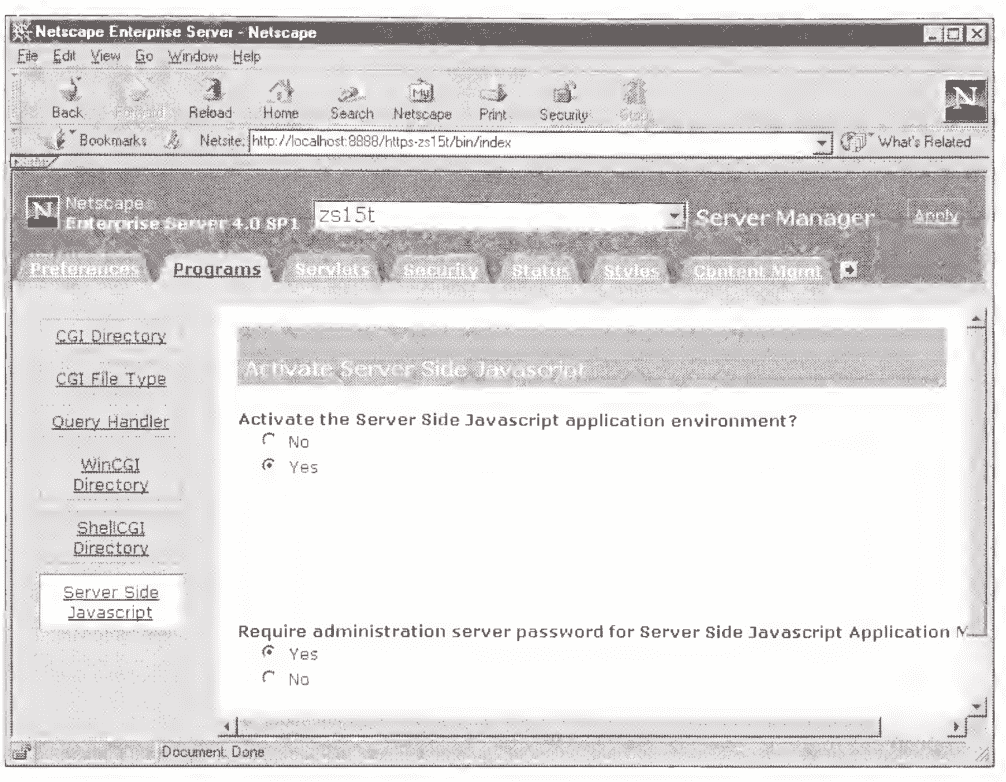 Netscape Enterprise Server - Netscape
File Edit View Go Window Help
Back Forward Reload Home Search Netscape Print Security Stop
Bookmarks Netsite: http://localhost:8888/https-zs15t/bin/index What's Related
Netscape
Enterprise Server 4.0 SP1 zs15t Server Manager Apply
Preferences Programs Servlets Security Status Styles Content Mgmt
CGI Directory
CGI File Type
Query Handler
WinCGI
Directory
ShellCGI
Directory
Server Side
Javascript
Activate Server Side Javascript
Activate the Server Side Javascript application environment?
No
Yes
Require administration server password for Server Side Javascript Application M
Yes
No
Document: Done